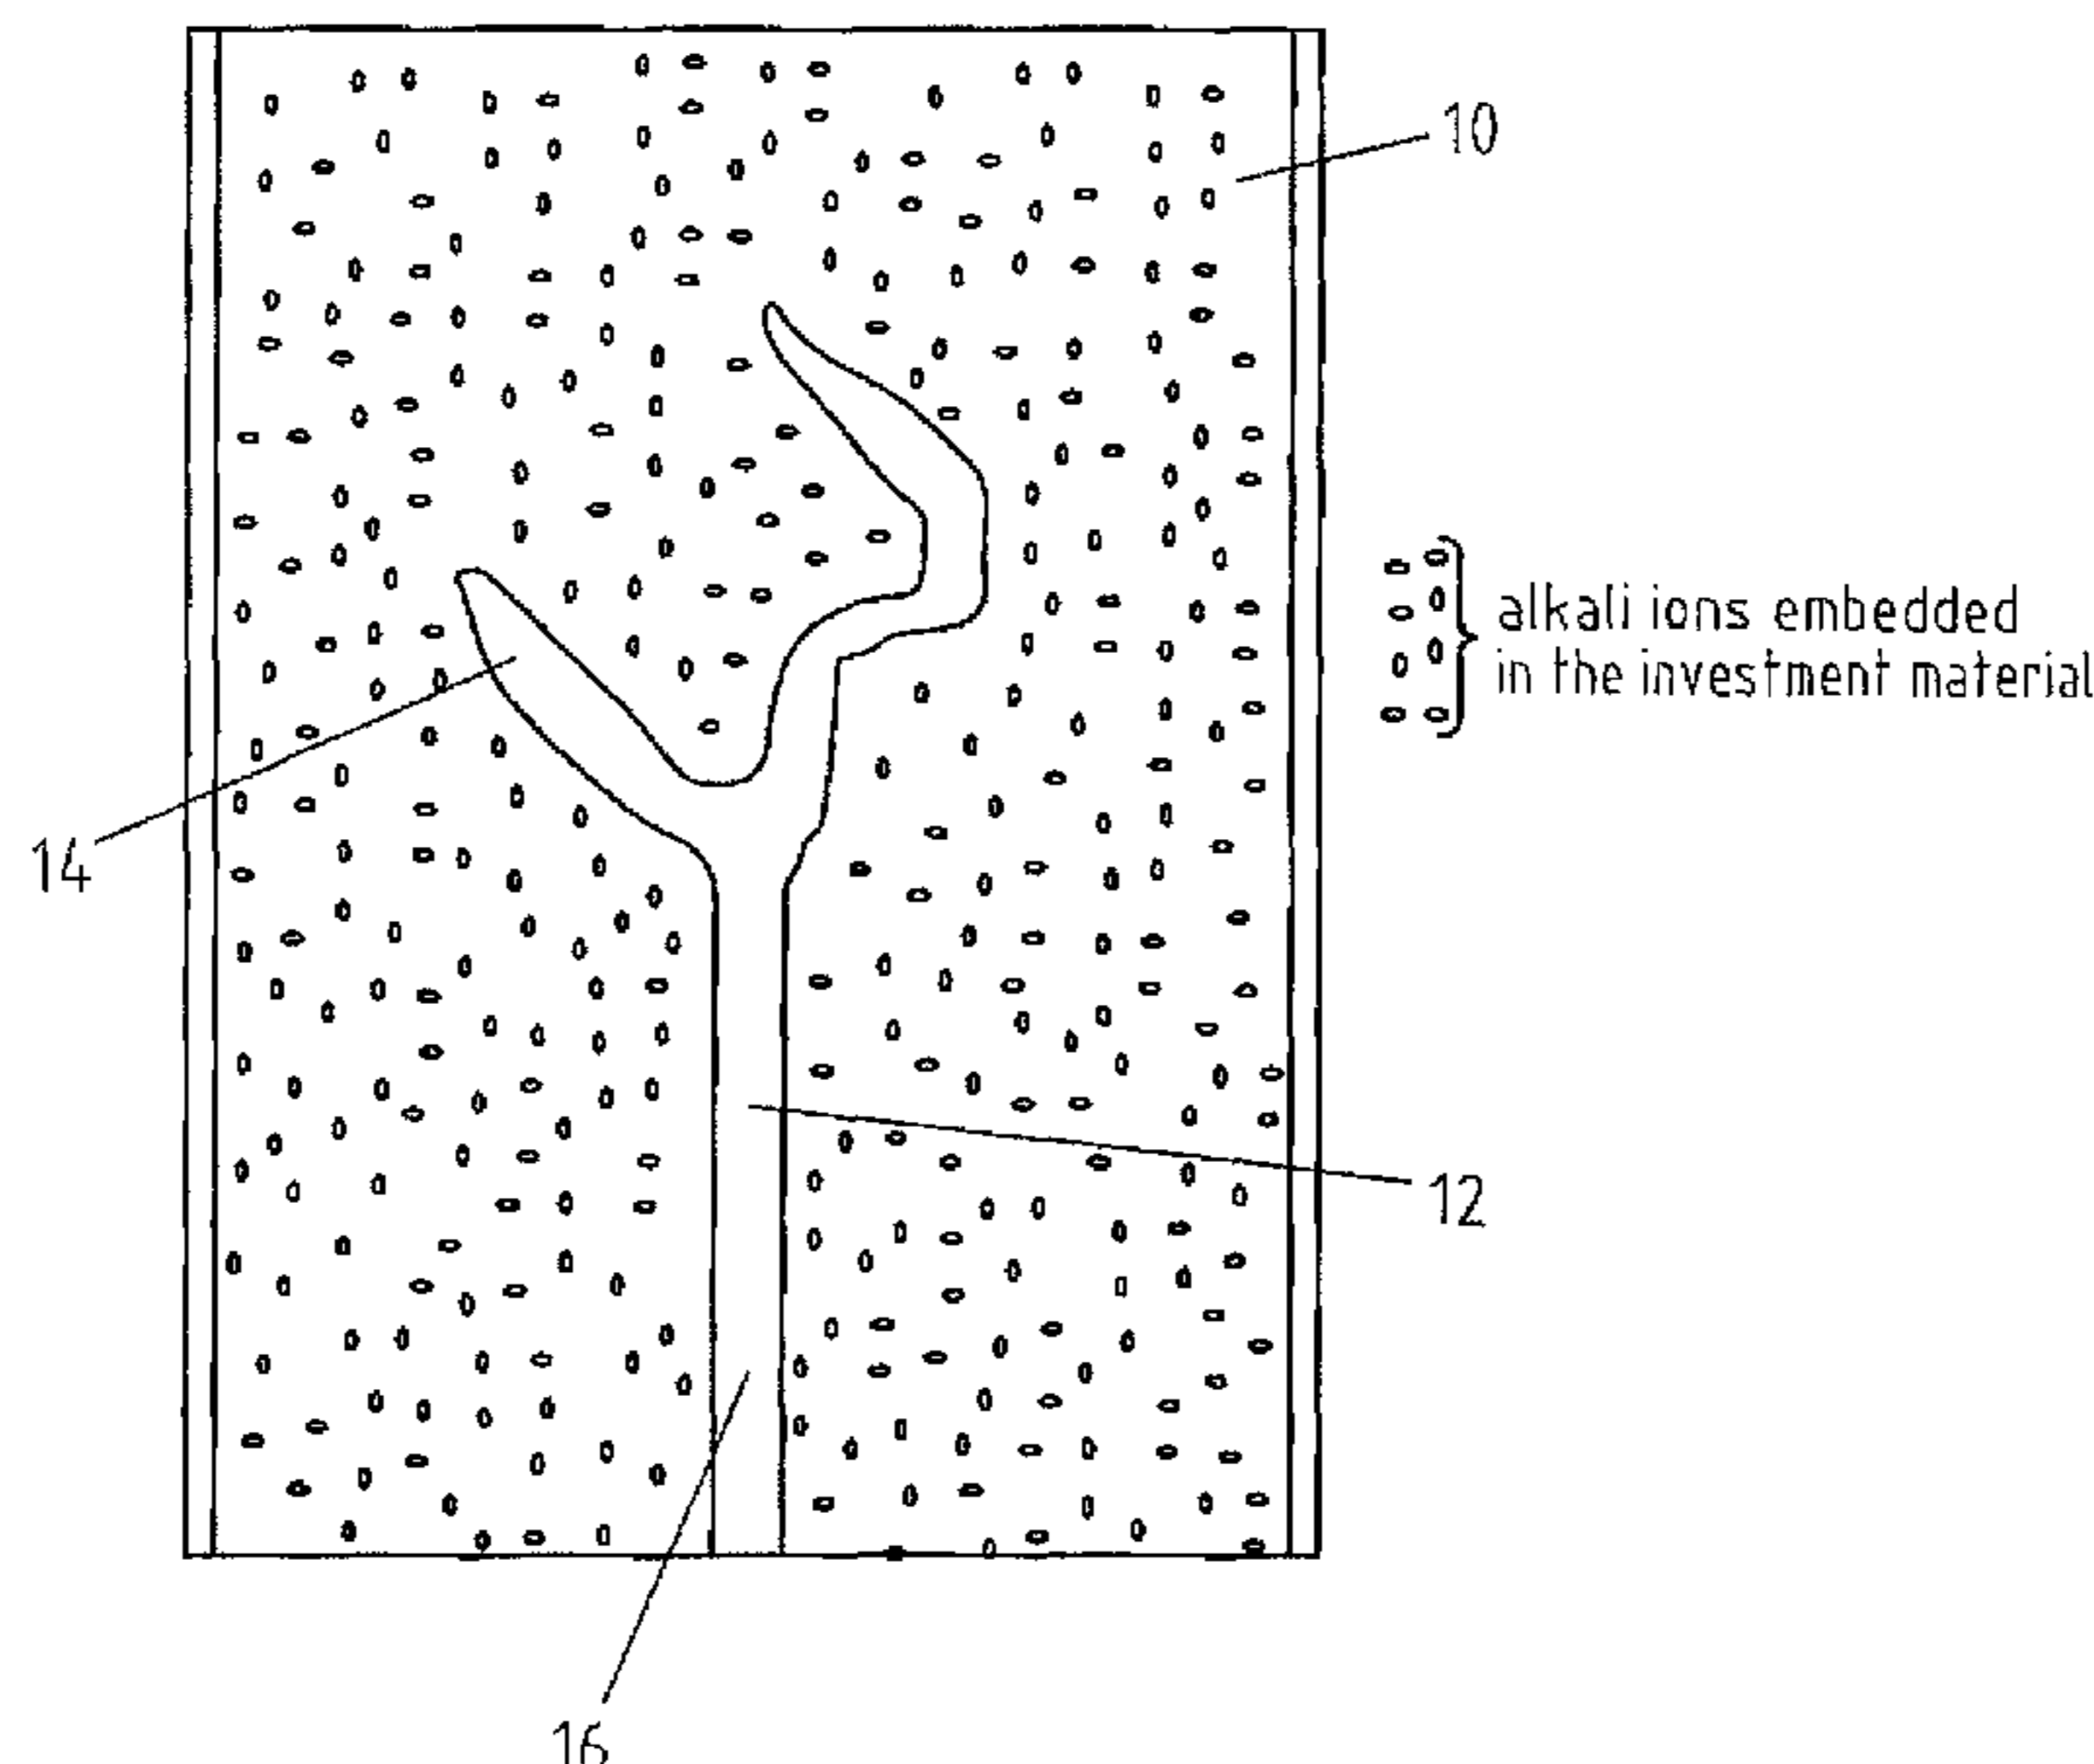 10
alkali ions embedded
in the investment material
14
12
16